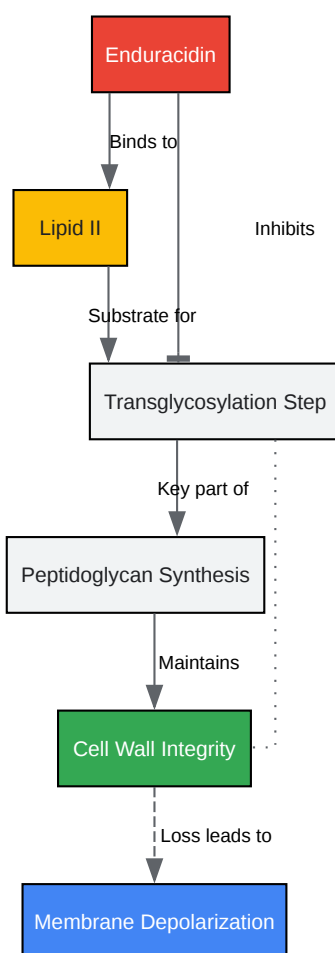 Enduracidin
Binds to
Lipid II
Inhibits
Substrate for
Transglycosylation Step
Key part of
Peptidoglycan Synthesis
Maintains
Cell Wall Integrity
Loss leads to
Membrane Depolarization